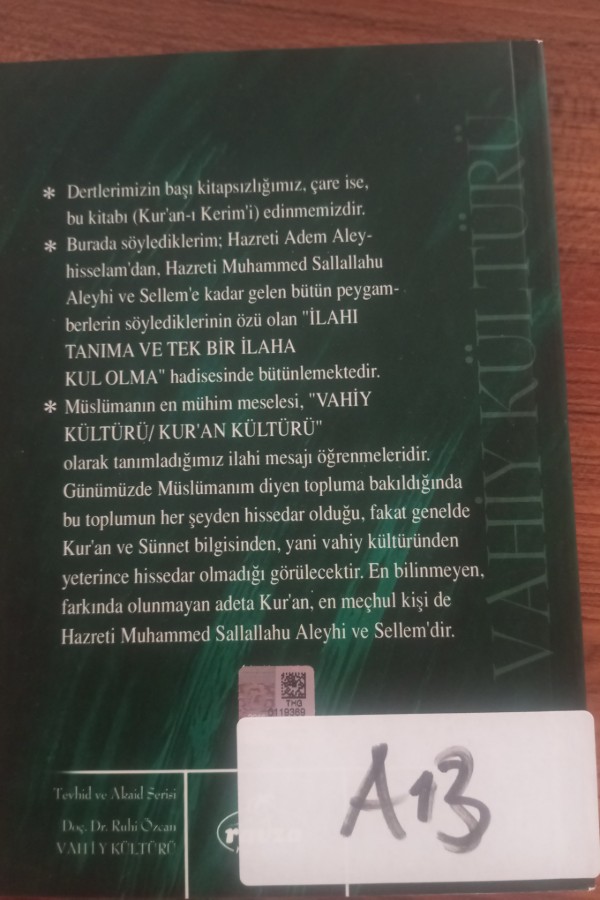 * Dertlerimizin başı kitapsızlığımız, çare ise,
bu kitabı (Kur'an-ı Kerim'i) edinmemizdir.
* Burada söylediklerim; Hazreti Adem Aley-
hisselam'dan, Hazreti Muhammed Sallallahu
Aleyhi ve Sellem'e kadar gelen bütün peygam-
berlerin söylediklerinin özü olan "İLAHI
TANIMA VE TEK BİR İLAHA
KUL OLMA" hadisesinde bütünlemektedir.
* Müslümanın en mühim meselesi, "VAHİY
KÜLTÜRÜ/ KUR'AN KÜLTÜRÜ"
olarak tanımladığımız ilahi mesajı öğrenmeleridir.
Günümüzde Müslümanım diyen topluma bakıldığında
bu toplumun her şeyden hissedar olduğu, fakat genelde
Kur'an ve Sünnet bilgisinden, yani vahiy kültüründen
yeterince hissedar olmadığı görülecektir. En bilinmeyen,
farkında olunmayan adeta Kur'an, en meçhul kişi de
Hazreti Muhammed Sallallahu Aleyhi ve Sellem'dir.
VAHİY KÜLTÜRÜ
THG
0119389
A13
Tevhid ve Akaid Serisi
Doç. Dr. Ruhi Özcan
VAHİY KÜLTÜRÜ